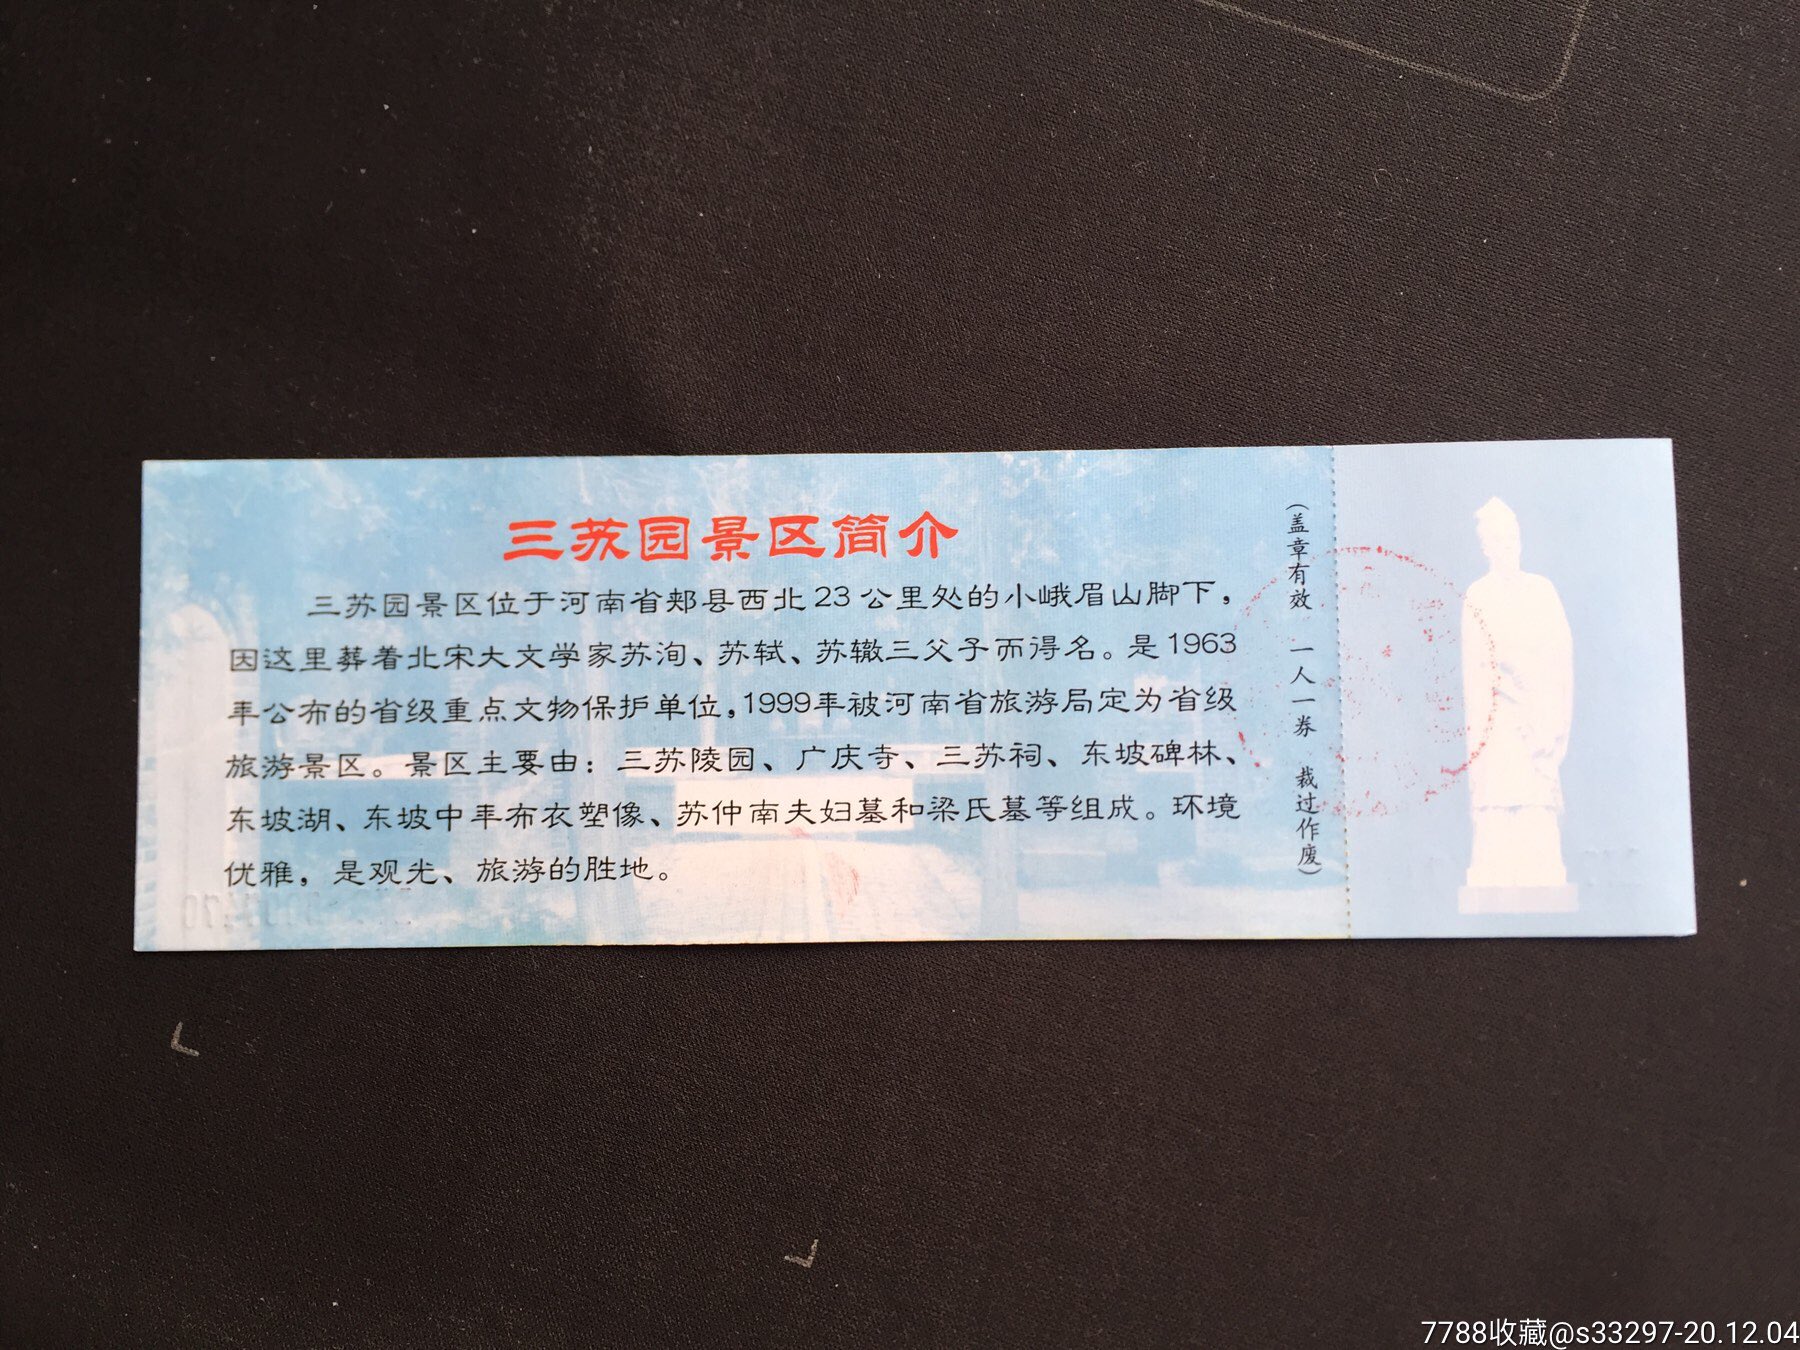 三苏园景区简介
三苏园景区位于河南省郏县西北23公里处的小峨眉山脚下，
因这里葬着北宋大文学家苏洵、苏轼、苏辙三父子而得名。是1963
年公布的省级重点文物保护单位，1999年被河南省旅游局定为省级
旅游景区。景区主要由：三苏陵园、广庆寺、三苏祠、东坡碑林、
东坡湖、东坡中年布衣塑像、苏仲南夫妇墓和梁氏墓等组成。环境
优雅，是观光、旅游的胜地。
（盖章有效 一人一券 裁过作废）
7788收藏@s33297-20.12.04